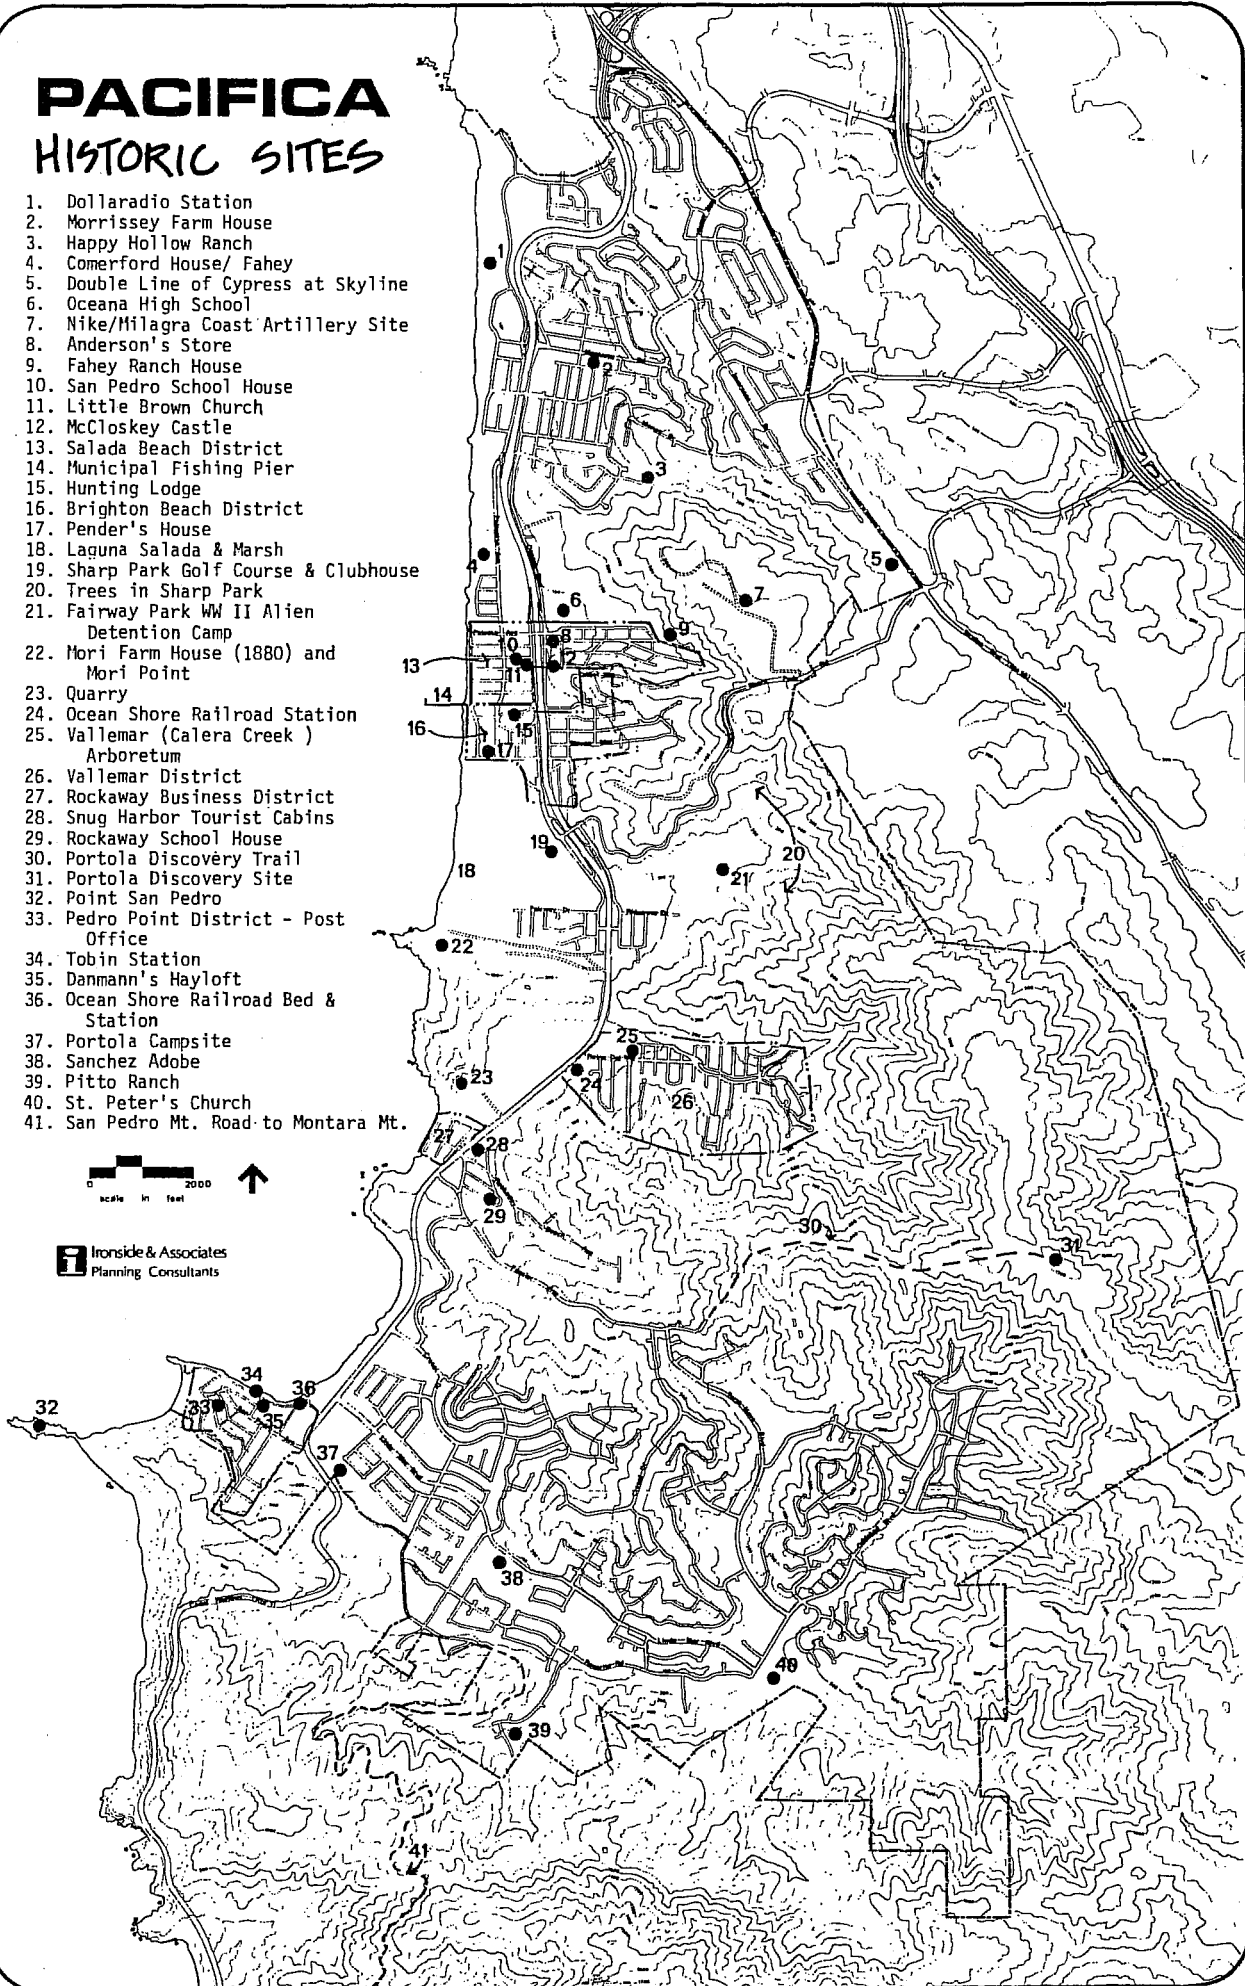 PACIFICA
HISTORIC SITES
1. Dollaradio Station
2. Morrissey Farm House
3. Happy Hollow Ranch
4. Comerford House/ Fahey
5. Double Line of Cypress at Skyline
6. Oceana High School
7. Nike/Milagra Coast Artillery Site
8. Anderson's Store
9. Fahey Ranch House
10. San Pedro School House
11. Little Brown Church
12. McCloskey Castle
13. Salada Beach District
14. Municipal Fishing Pier
15. Hunting Lodge
16. Brighton Beach District
17. Pender's House
18. Laguna Salada & Marsh
19. Sharp Park Golf Course & Clubhouse
20. Trees in Sharp Park
21. Fairway Park WW II Alien
Detention Camp
22. Mori Farm House (1880) and
Mori Point
23. Quarry
24. Ocean Shore Railroad Station
25. Vallemar (Calera Creek )
Arboretum
26. Vallemar District
27. Rockaway Business District
28. Snug Harbor Tourist Cabins
29. Rockaway School House
30. Portola Discovery Trail
31. Portola Discovery Site
32. Point San Pedro
33. Pedro Point District - Post
Office
34. Tobin Station
35. Danmann's Hayloft
36. Ocean Shore Railroad Bed &
Station
37. Portola Campsite
38. Sanchez Adobe
39. Pitto Ranch
40. St. Peter's Church
41. San Pedro Mt. Road to Montara Mt.
0 2000
scale in feet
i Ironside & Associates
Planning Consultants
1
2
3
4
5
6
7
8
9
0
11
12
13
14
15
16
17
18
19
20
21
22
23
24
25
26
27
28
29
30
31
32
33
34
35
36
37
38
39
40
41